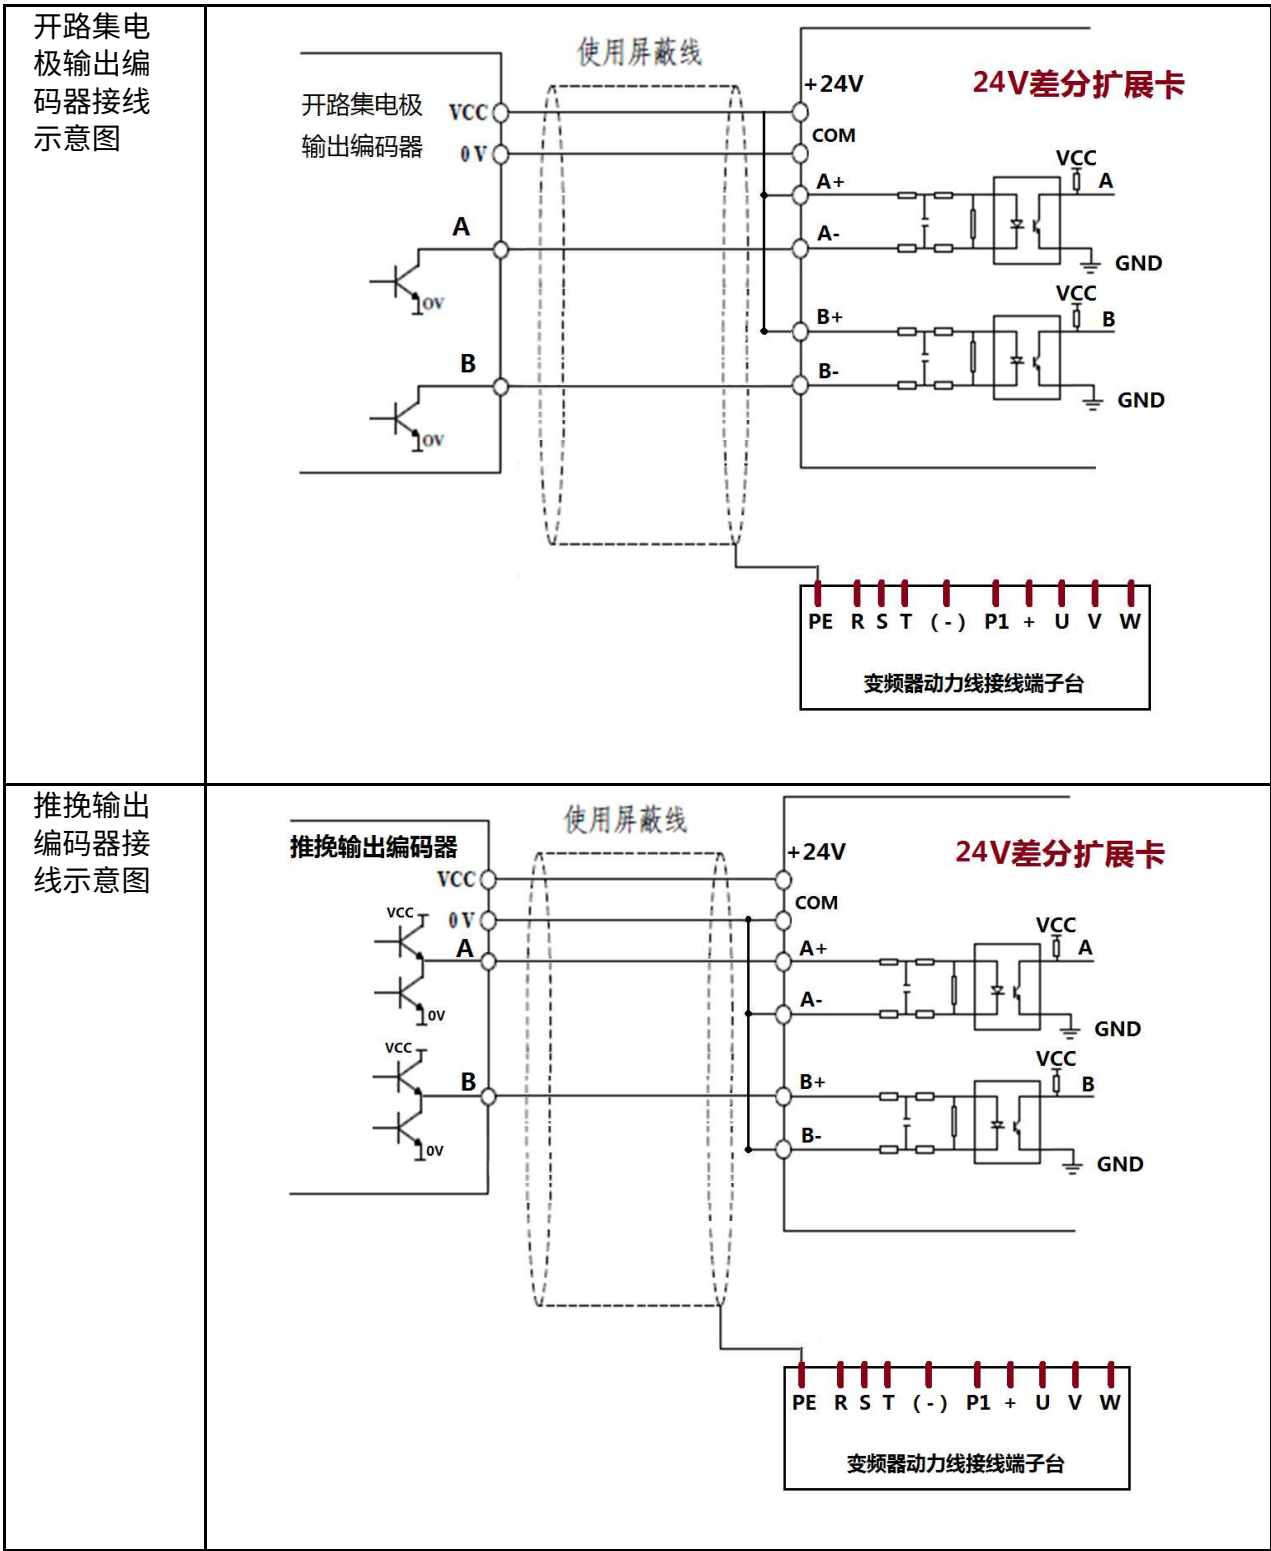 开路集电
极输出编
码器接线
示意图
使用屏蔽线
24V差分扩展卡
+24V
开路集电极
输出编码器
VCC
0 V
COM
A+
A-
VCC
A
GND
A
0V
B+
B-
VCC
B
GND
B
0V
PE R S T ( - ) P1 + U V W
变频器动力线接线端子台
推挽输出
编码器接
线示意图
使用屏蔽线
24V差分扩展卡
+24V
推挽输出编码器
VCC
0 V
COM
VCC
A
0V
A+
A-
VCC
A
GND
VCC
B
0V
B+
B-
VCC
B
GND
PE R S T ( - ) P1 + U V W
变频器动力线接线端子台